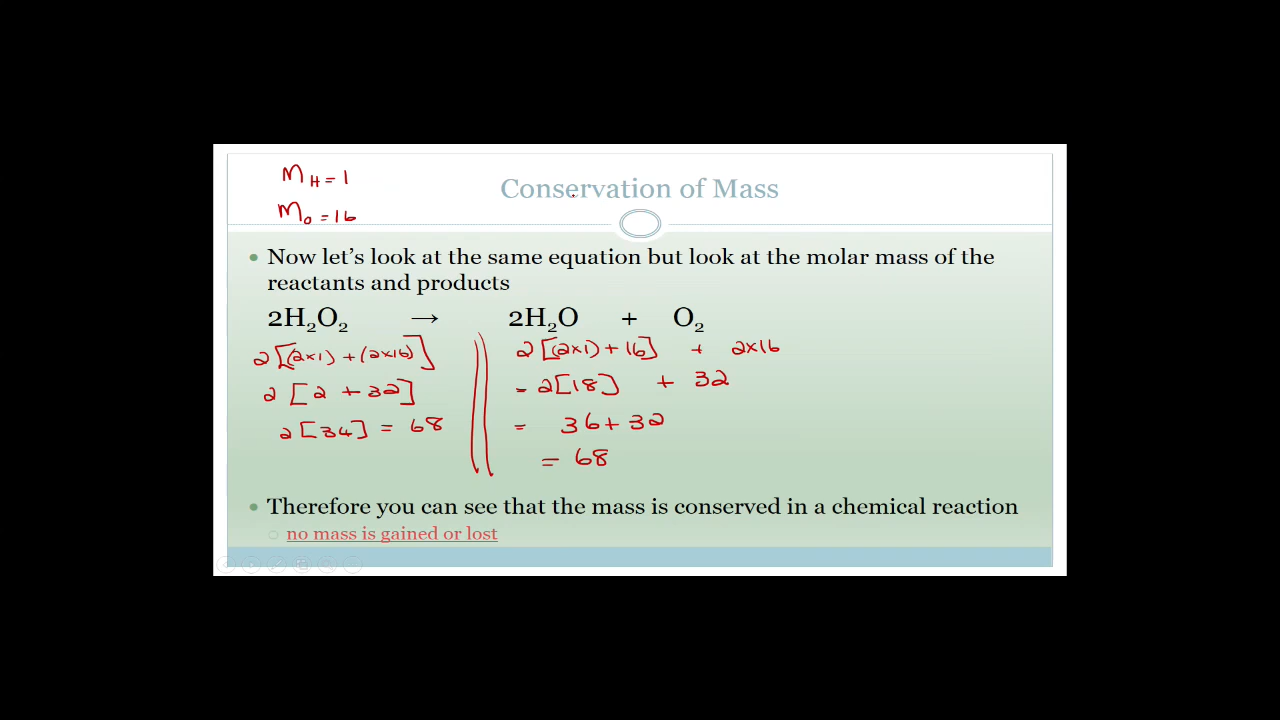 M_H = 1
Conservation of Mass
M_O = 16
• Now let's look at the same equation but look at the molar mass of the
reactants and products
2H₂O₂ → 2H₂O + O₂
2[(2×1) + (2×16)] 2[(2×1) + 16] + 2×16
2[2 + 32] = 2[18] + 32
2[34] = 68 = 36 + 32
= 68
• Therefore you can see that the mass is conserved in a chemical reaction
○ no mass is gained or lost